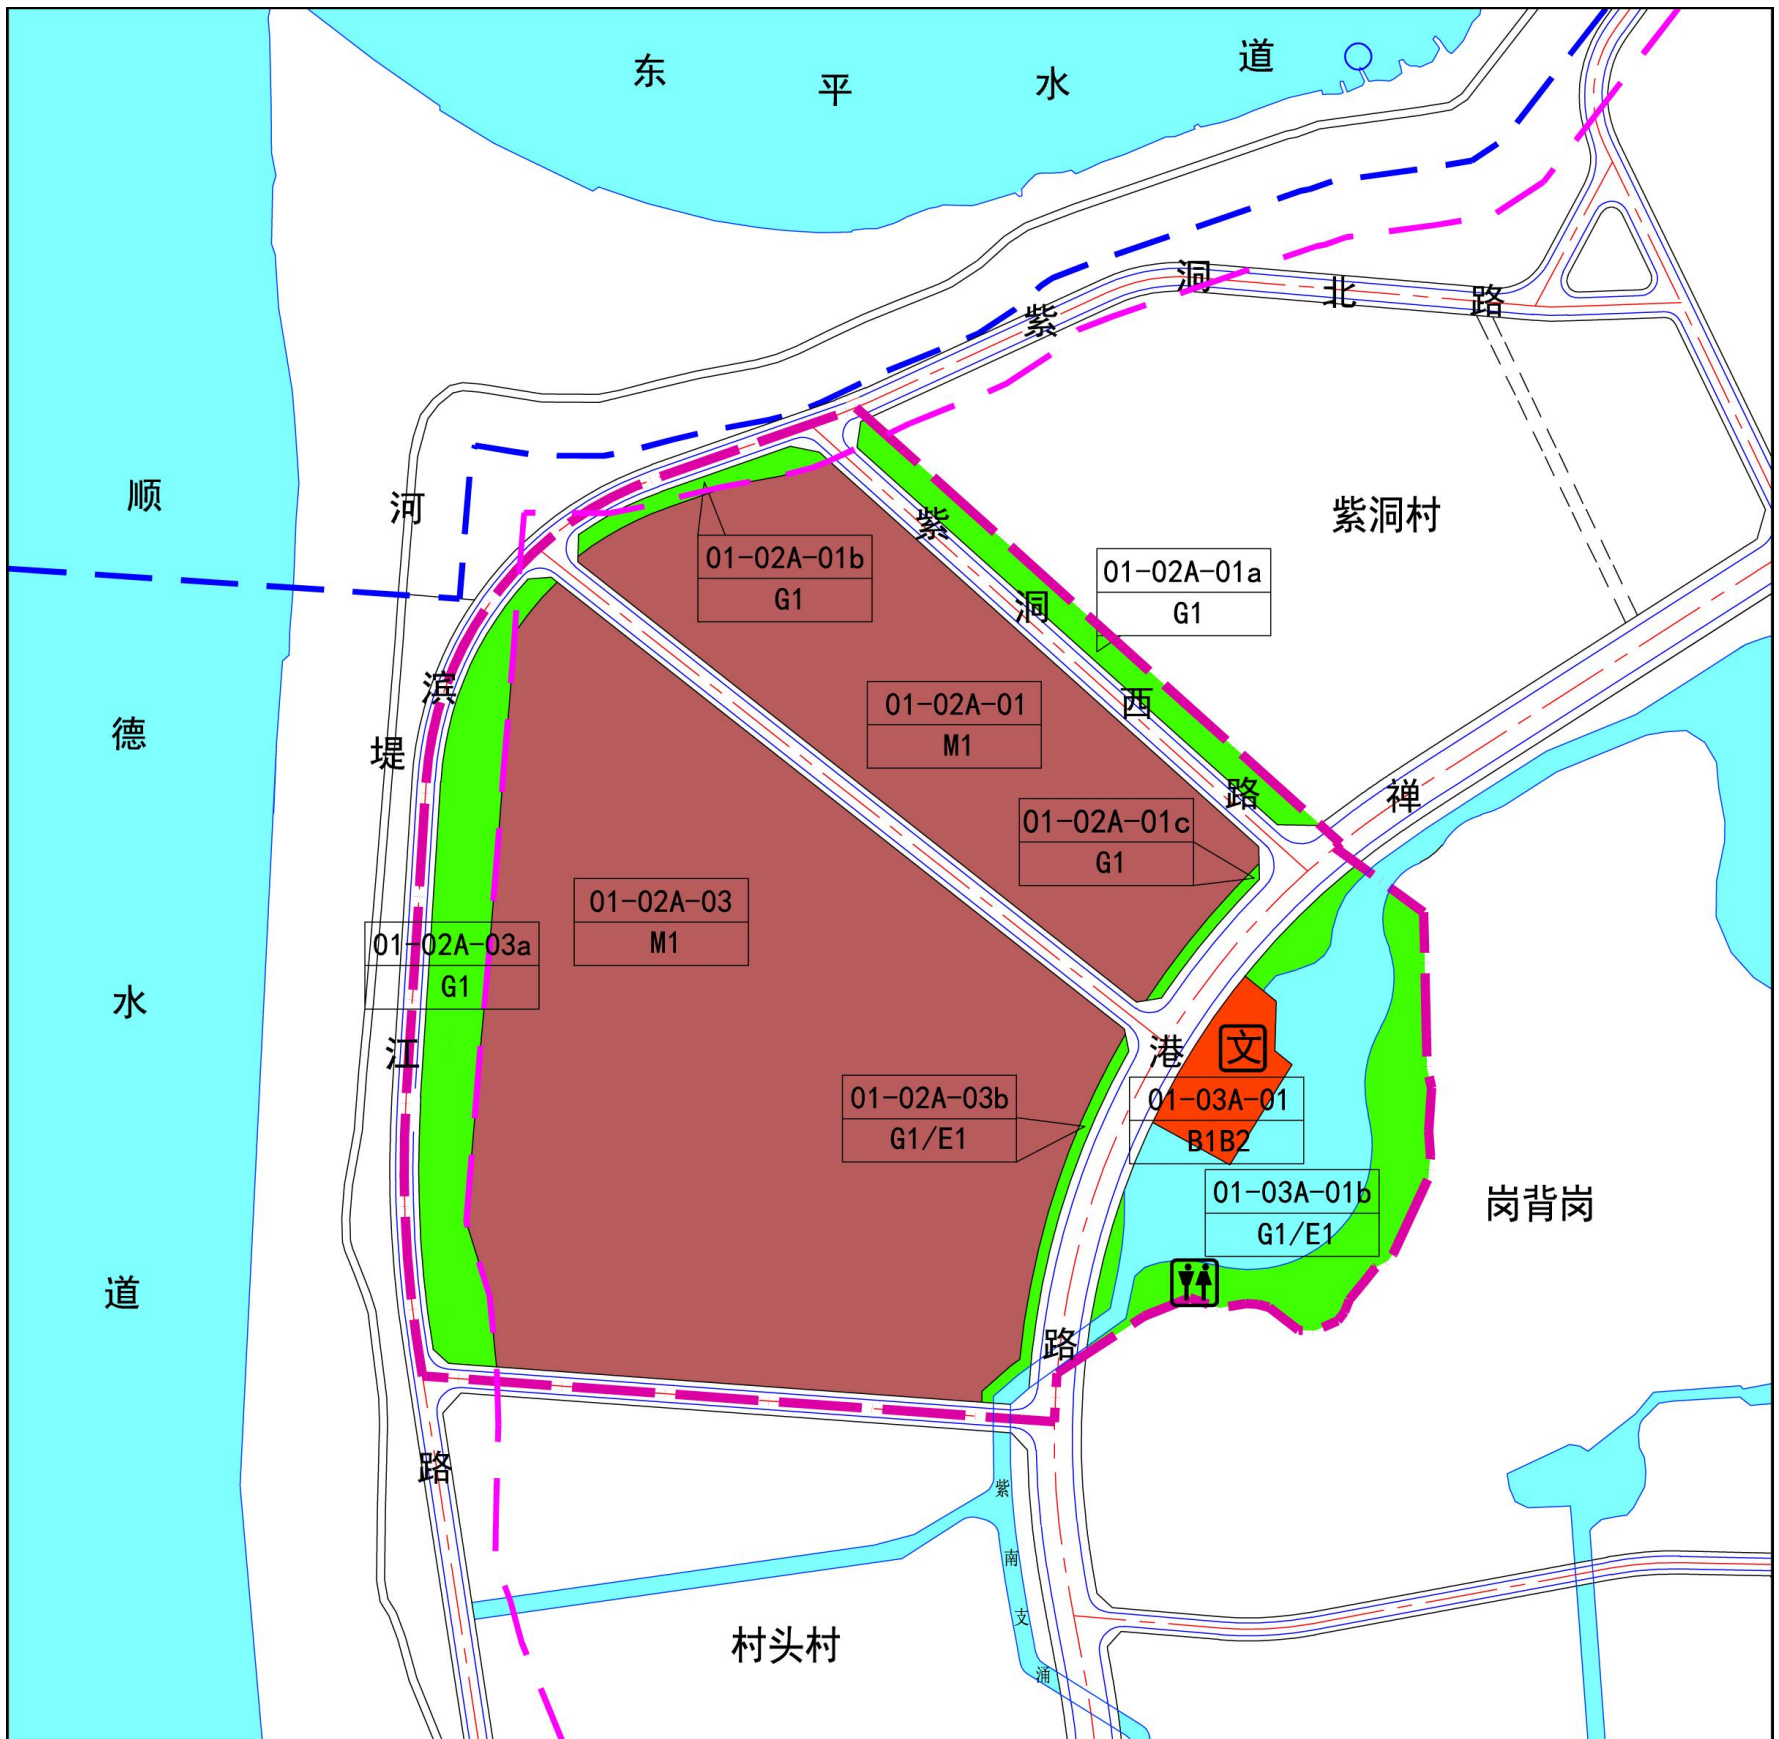 东平水道
顺德水道
河堤
滨江路
紫洞北路
紫洞西路
禅港路
紫洞村
01-02A-01b
G1
01-02A-01a
G1
01-02A-01
M1
01-02A-01c
G1
01-02A-03
M1
01-02A-03a
G1
01-02A-03b
G1/E1
文
01-03A-01
B1B2
01-03A-01b
G1/E1
岗背岗
紫南支涌
村头村